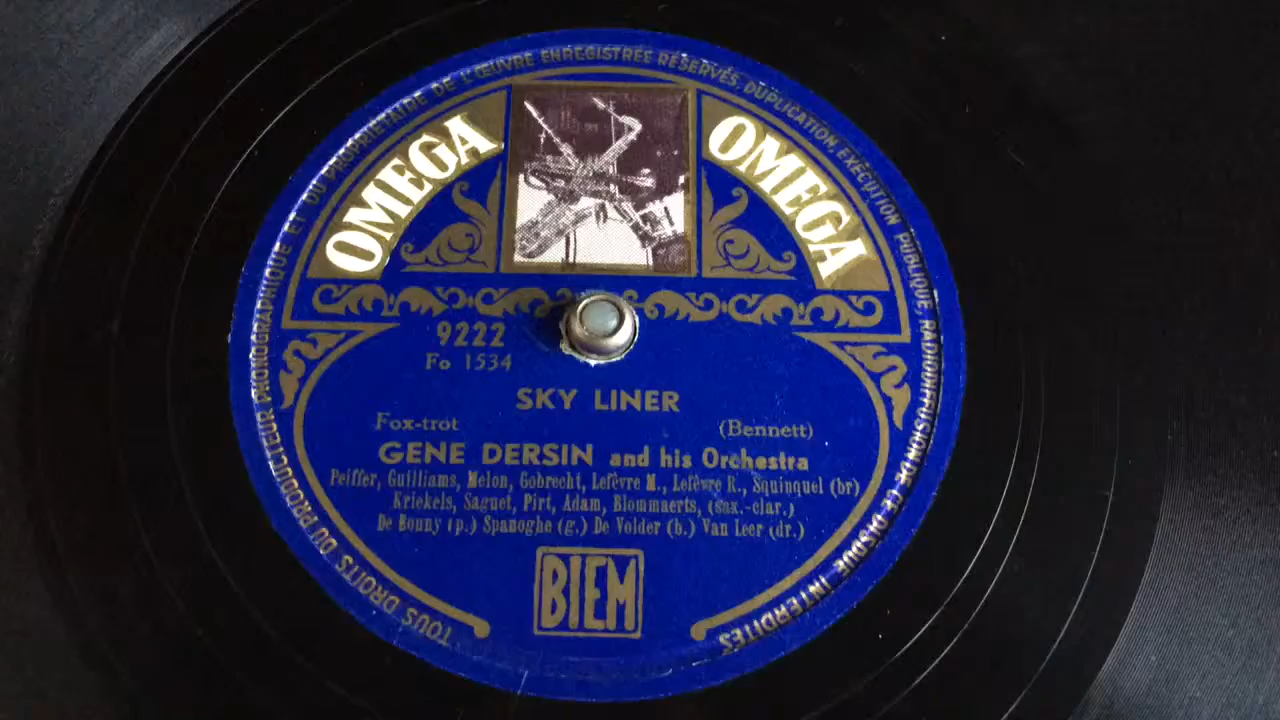 TOUS DROITS DU PRODUCTEUR PHONOGRAPHIQUE ET DU PROPRIETAIRE DE L'ŒUVRE ENREGISTRÉE RÉSERVÉS. DUPLICATION, EXÉCUTION PUBLIQUE, RADIODIFFUSION DE CE DISQUE INTERDITES
OMEGA OMEGA
9222
Fo 1534
SKY LINER
Fox-trot (Bennett)
GENE DERSIN and his Orchestra
Peiffer, Guilliams, Melon, Gobrecht, Lefèvre M., Lefèvre R., Squinquel (br)
Kriekels, Saguet, Pirt, Adam, Blommaerts, (sax.-clar.)
De Bonny (p.) Spanoghe (g.) De Volder (b.) Van Leer (dr.)
BIEM